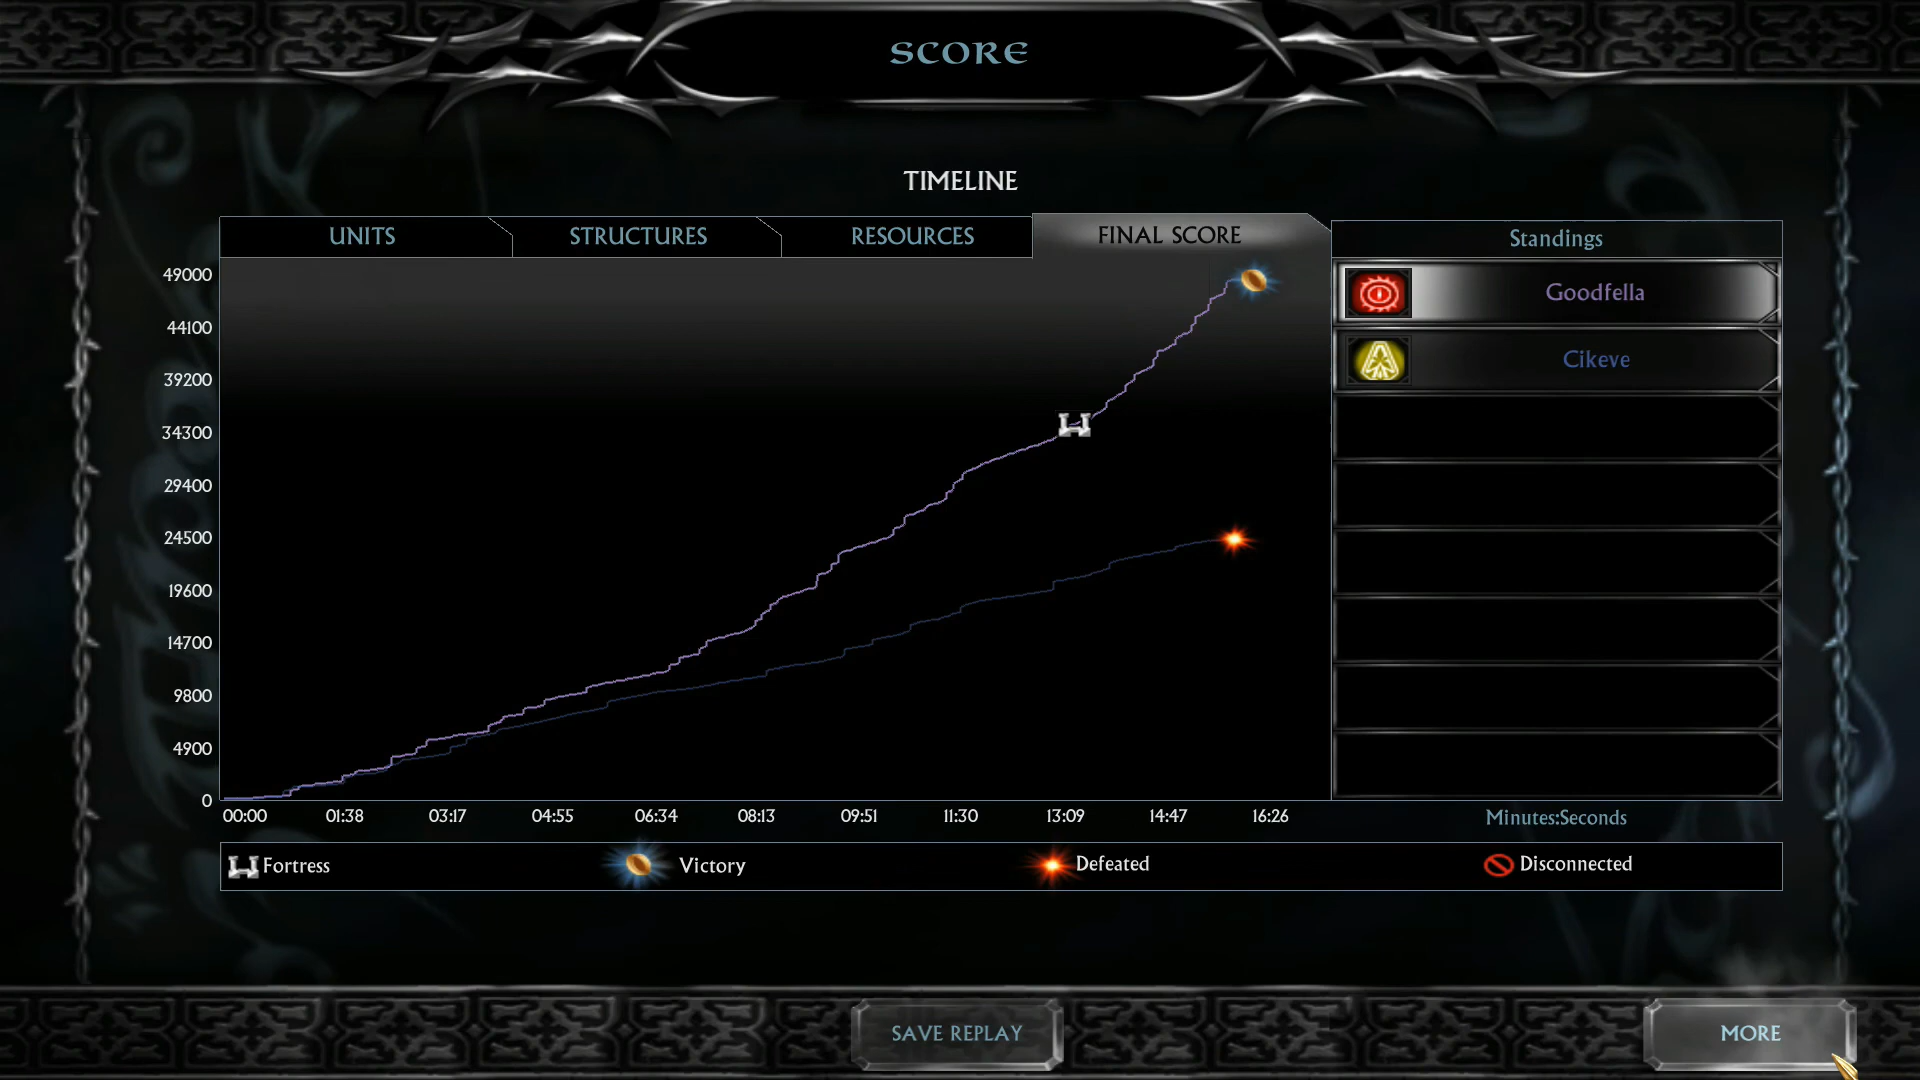 SCORE
TIMELINE
UNITS STRUCTURES RESOURCES FINAL SCORE Standings
49000
44100
39200
34300
29400
24500
19600
14700
9800
4900
0
Goodfella
Cikeve
00:00 01:38 03:17 04:55 06:34 08:13 09:51 11:30 13:09 14:47 16:26 Minutes:Seconds
Fortress Victory Defeated Disconnected
SAVE REPLAY MORE